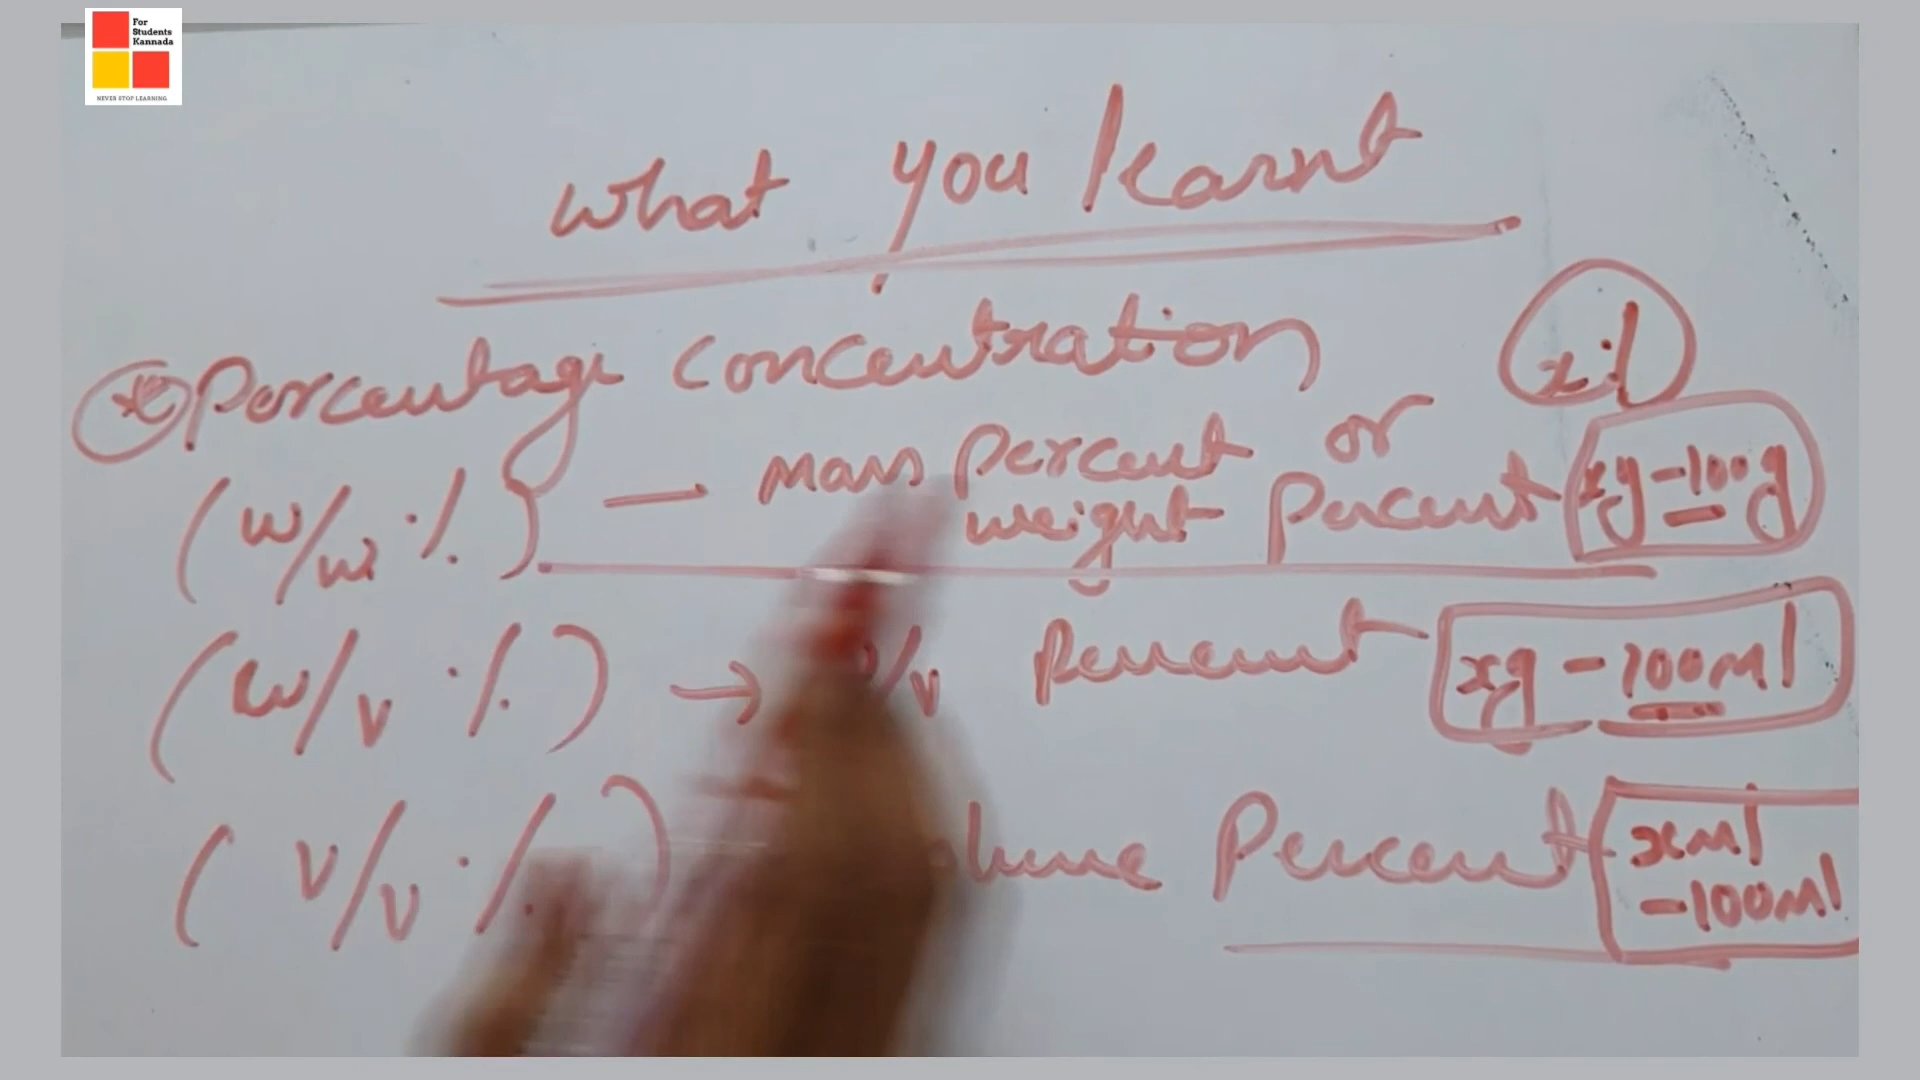 For
Students
Kannada
NEVER STOP LEARNING
What you learnt
Percentage concentration
(w/w %) — Mass Percent or
weight Percent xg - 100g
(w/v %) → /v Percent xg - 100ml
(v/v %) Percent xml
- 100ml